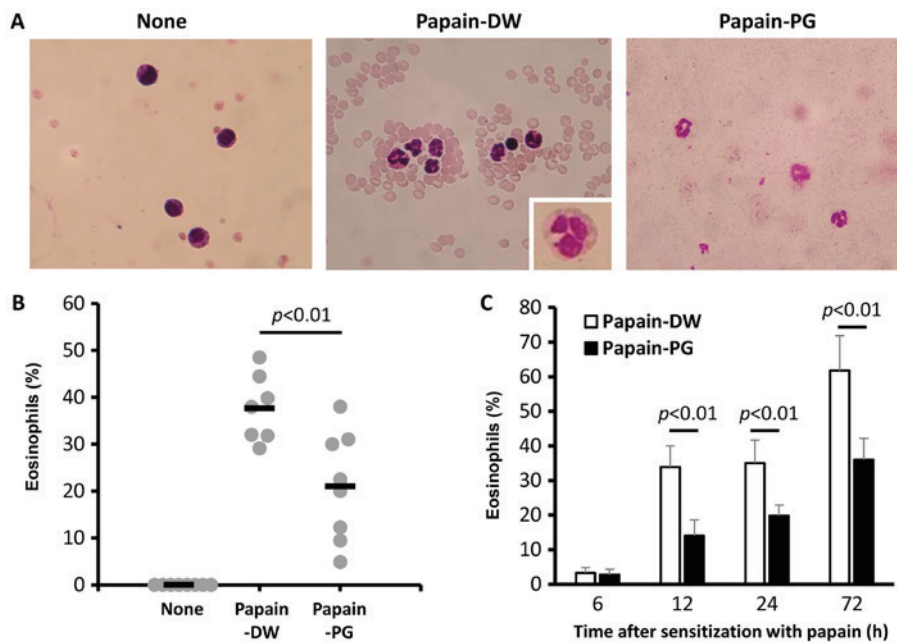 A
None
Papain-DW
Papain-PG
B
Eosinophils (%)
60
50
40
30
20
10
0
p<0.01
None
Papain
-DW
Papain
-PG
C
Eosinophils (%)
80
70
60
50
40
30
20
10
0
Papain-DW
Papain-PG
p<0.01
p<0.01
p<0.01
6
12
24
72
Time after sensitization with papain (h)